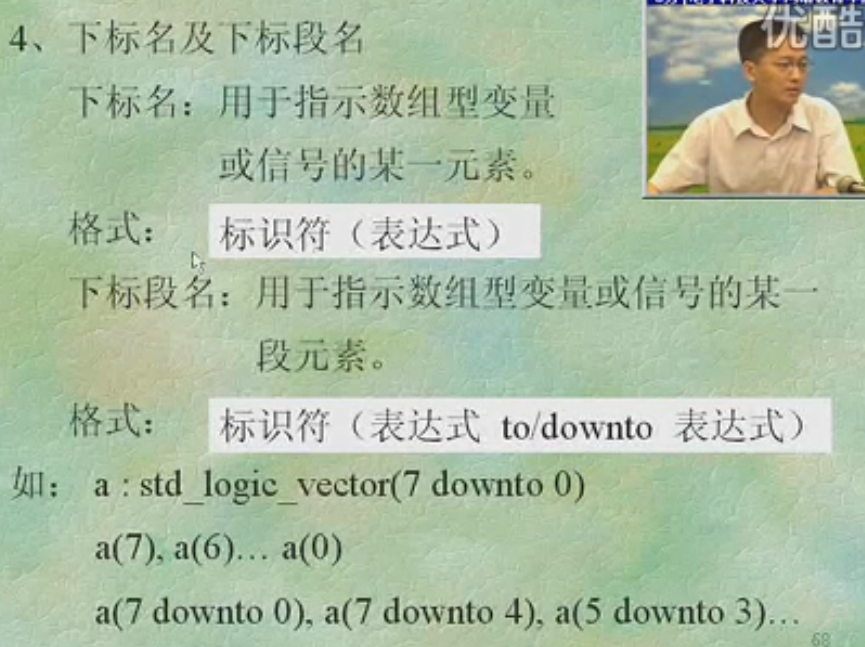 优酷
4、下标名及下标段名
下标名：用于指示数组型变量
或信号的某一元素。
格式： 标识符（表达式）
下标段名：用于指示数组型变量或信号的某一
段元素。
格式： 标识符（表达式 to/downto 表达式）
如： a : std_logic_vector(7 downto 0)
a(7), a(6)… a(0)
a(7 downto 0), a(7 downto 4), a(5 downto 3)…
68